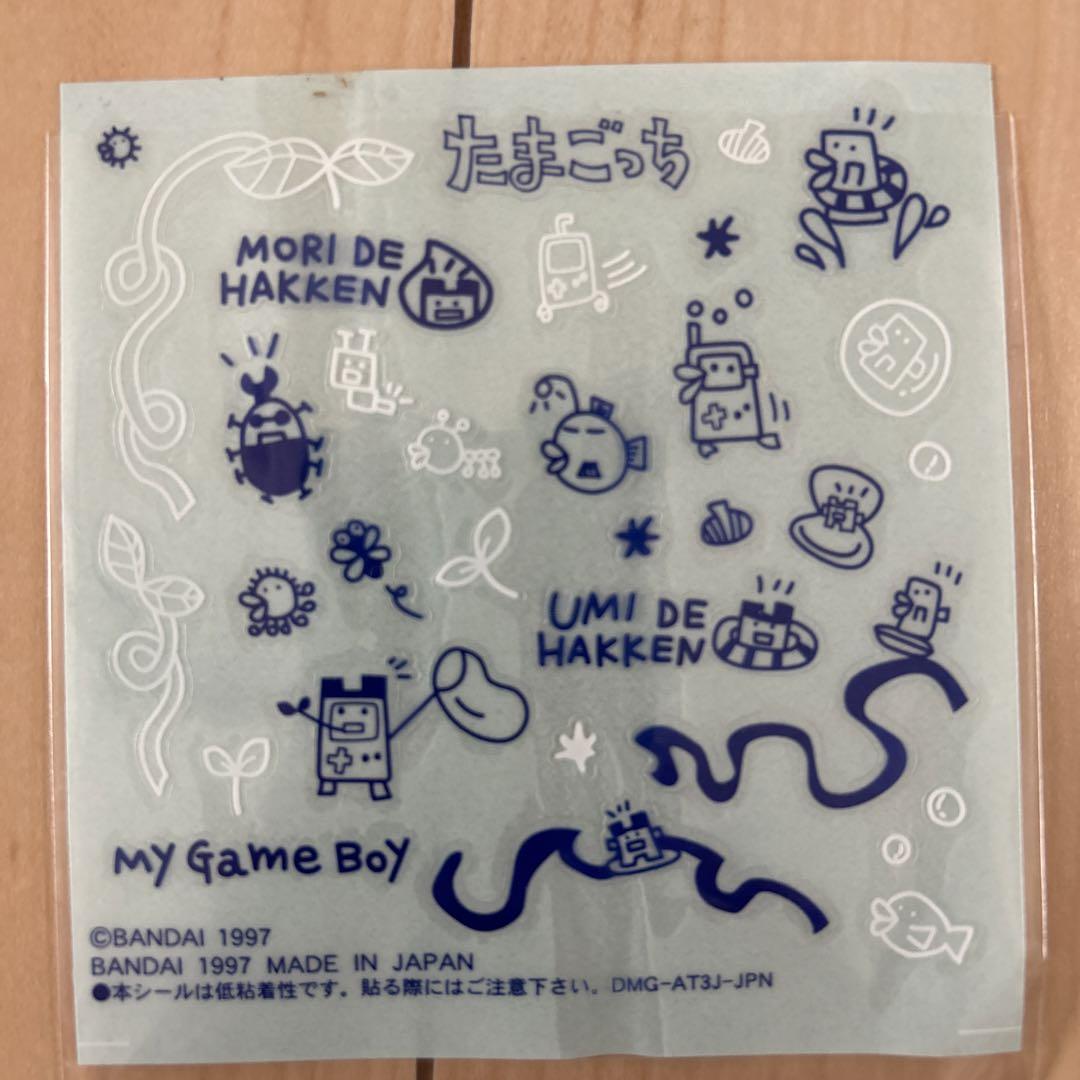 たまごっち
MORI DE
HAKKEN
UMI DE
HAKKEN
MY Game BOY
©BANDAI 1997
BANDAI 1997 MADE IN JAPAN
●本シールは低粘着性です。貼る際にはご注意下さい。DMG-AT3J-JPN